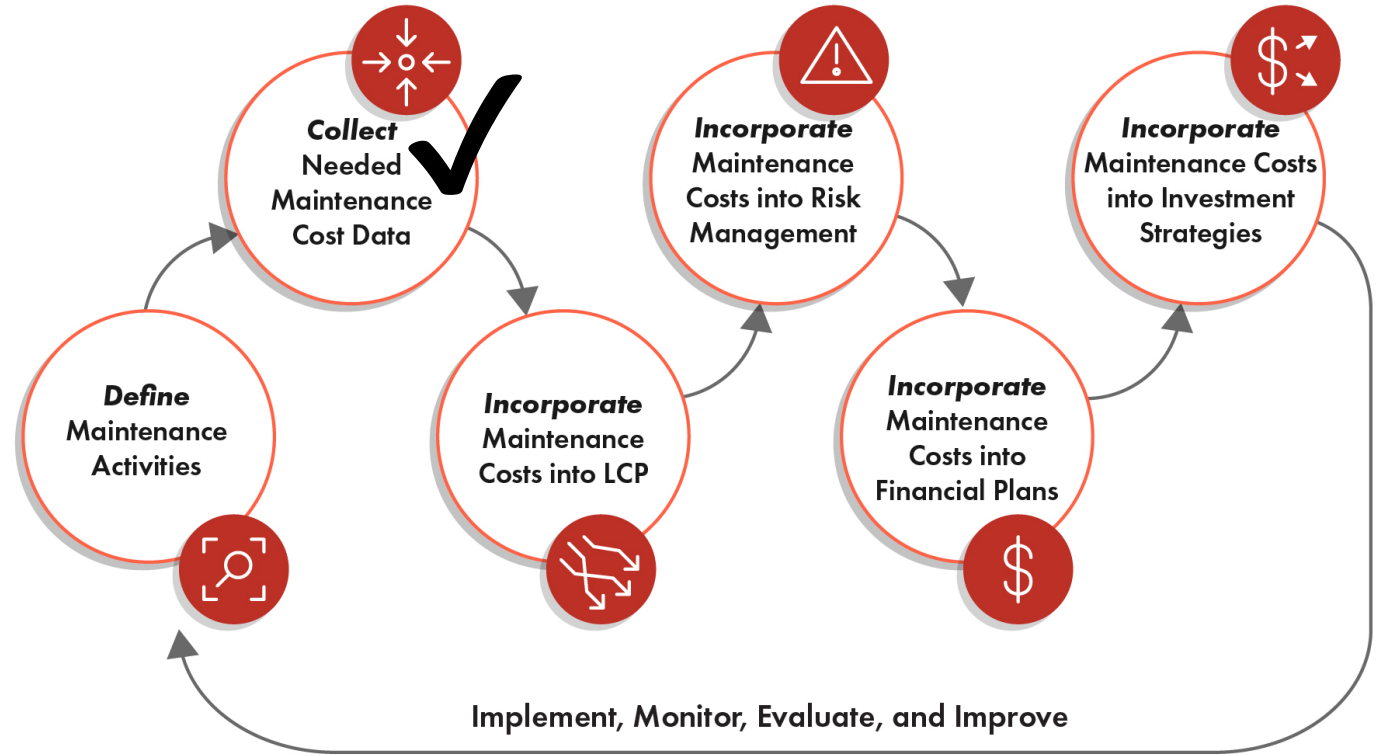 Define
Maintenance
Activities
Collect
Needed
Maintenance
Cost Data
Incorporate
Maintenance
Costs into LCP
Incorporate
Maintenance
Costs into Risk
Management
Incorporate
Maintenance
Costs into
Financial Plans
Incorporate
Maintenance Costs
into Investment
Strategies
Implement, Monitor, Evaluate, and Improve